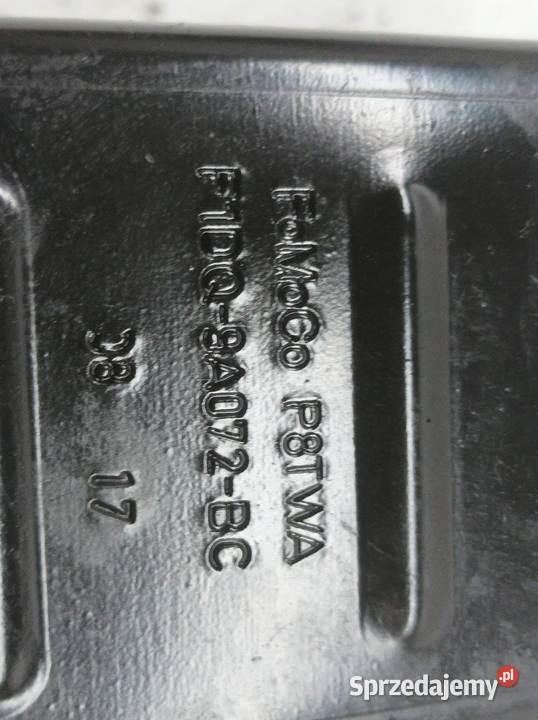 FoMoCo P8TWA
F1DQ-9A072-BC
08 17
Sprzedajemy.pl